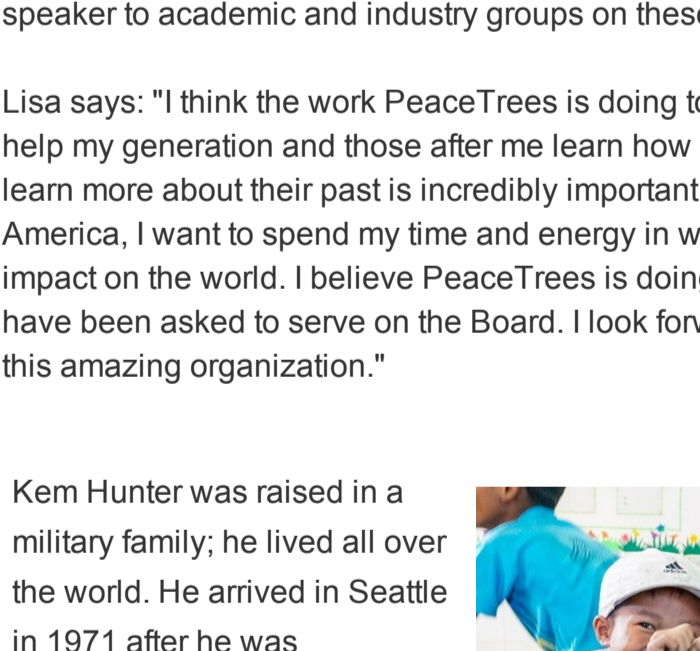 speaker to academic and industry groups on
Lisa says: "I think the work PeaceTrees is doing
help my generation and those after me learn how
learn more about their past is incredibly important
America, I want to spend my time and energy in
impact on the world. I believe PeaceTrees is
have been asked to serve on the Board. I look
this amazing organization."
Kem Hunter was raised in a
military family; he lived all over
the world. He arrived in Seattle
in 1971 after he was
adidas